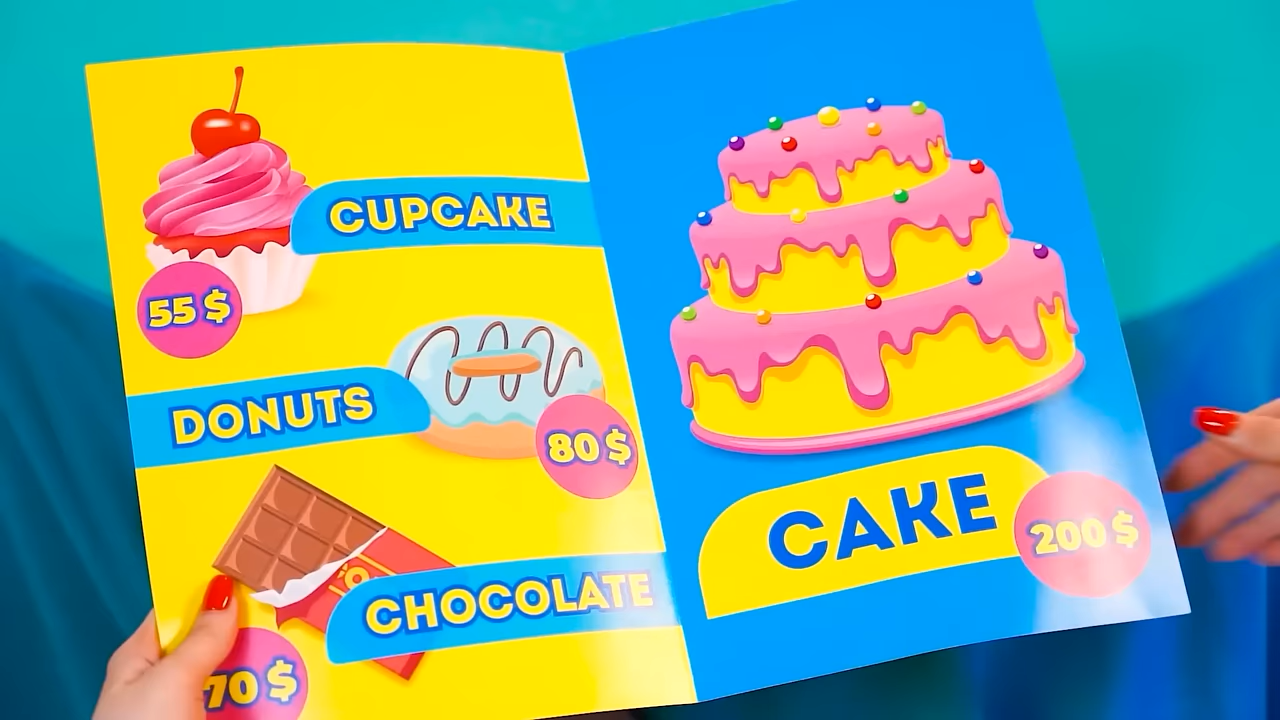 CUPCAKE
55 $
DONUTS
80 $
CHOCOLATE
70 $
CAKE
200 $